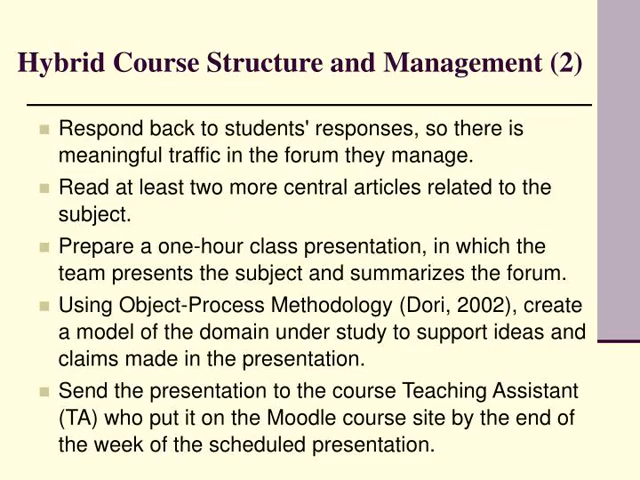 Hybrid Course Structure and Management (2)
Respond back to students' responses, so there is
meaningful traffic in the forum they manage.
Read at least two more central articles related to the
subject.
Prepare a one-hour class presentation, in which the
team presents the subject and summarizes the forum.
Using Object-Process Methodology (Dori, 2002), create
a model of the domain under study to support ideas and
claims made in the presentation.
Send the presentation to the course Teaching Assistant
(TA) who put it on the Moodle course site by the end of
the week of the scheduled presentation.